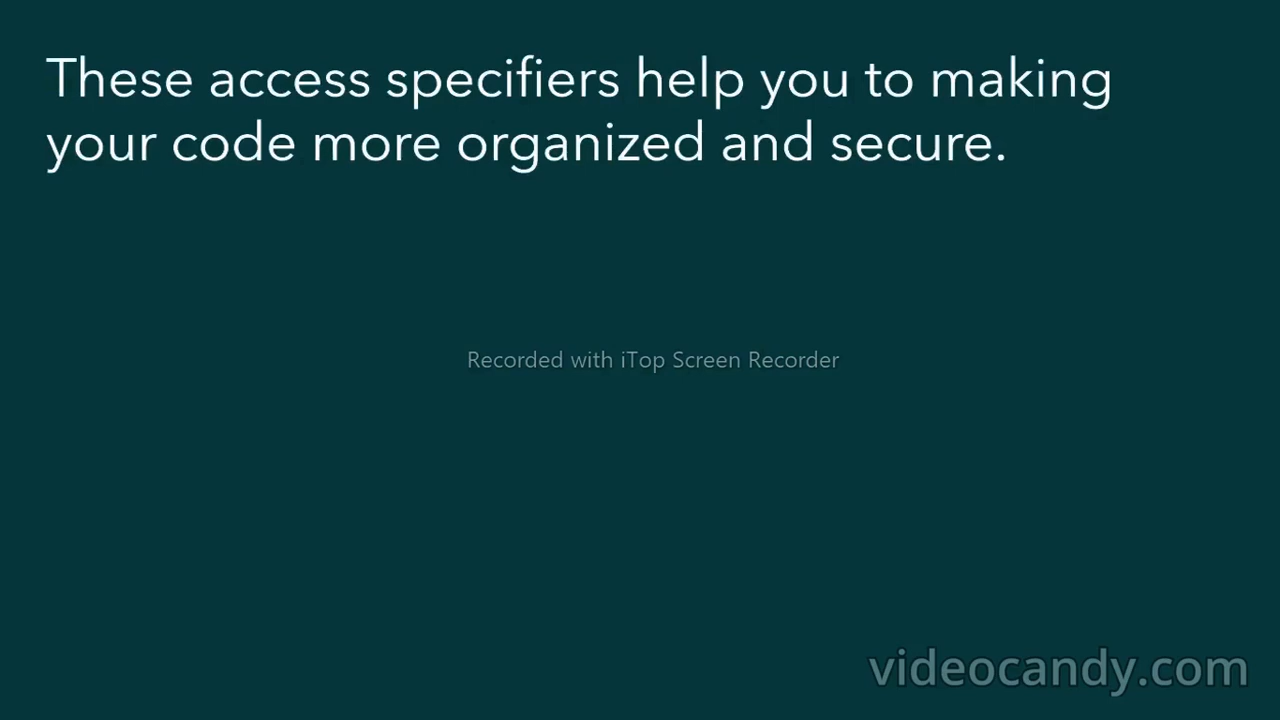 These access specifiers help you to making
your code more organized and secure.
Recorded with iTop Screen Recorder
videocandy.com